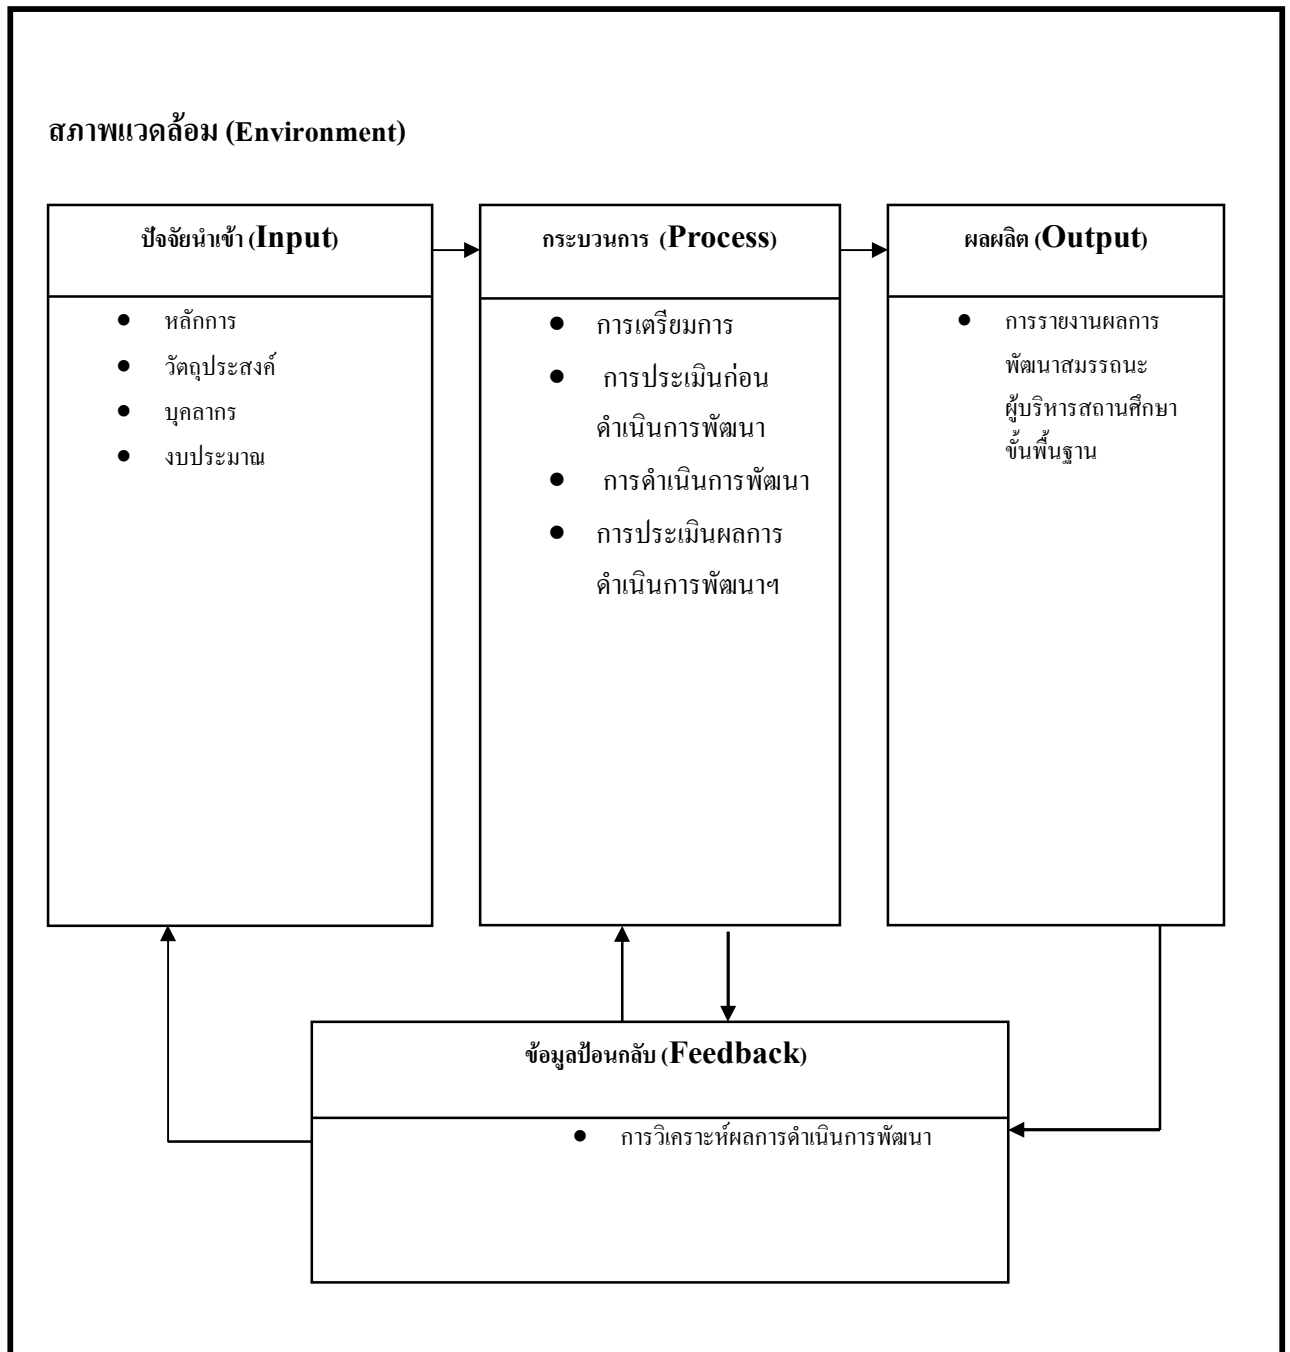 สภาพแวดล้อม (Environment)
ปัจจัยนำเข้า (Input)
● หลักการ
● วัตถุประสงค์
● บุคลากร
● งบประมาณ
กระบวนการ (Process)
● การเตรียมการ
● การประเมินก่อน
ดำเนินการพัฒนา
● การดำเนินการพัฒนา
● การประเมินผลการ
ดำเนินการพัฒนาฯ
ผลผลิต (Output)
● การรายงานผลการ
พัฒนาสมรรถนะ
ผู้บริหารสถานศึกษา
ขั้นพื้นฐาน
ข้อมูลป้อนกลับ (Feedback)
● การวิเคราะห์ผลการดำเนินการพัฒนา